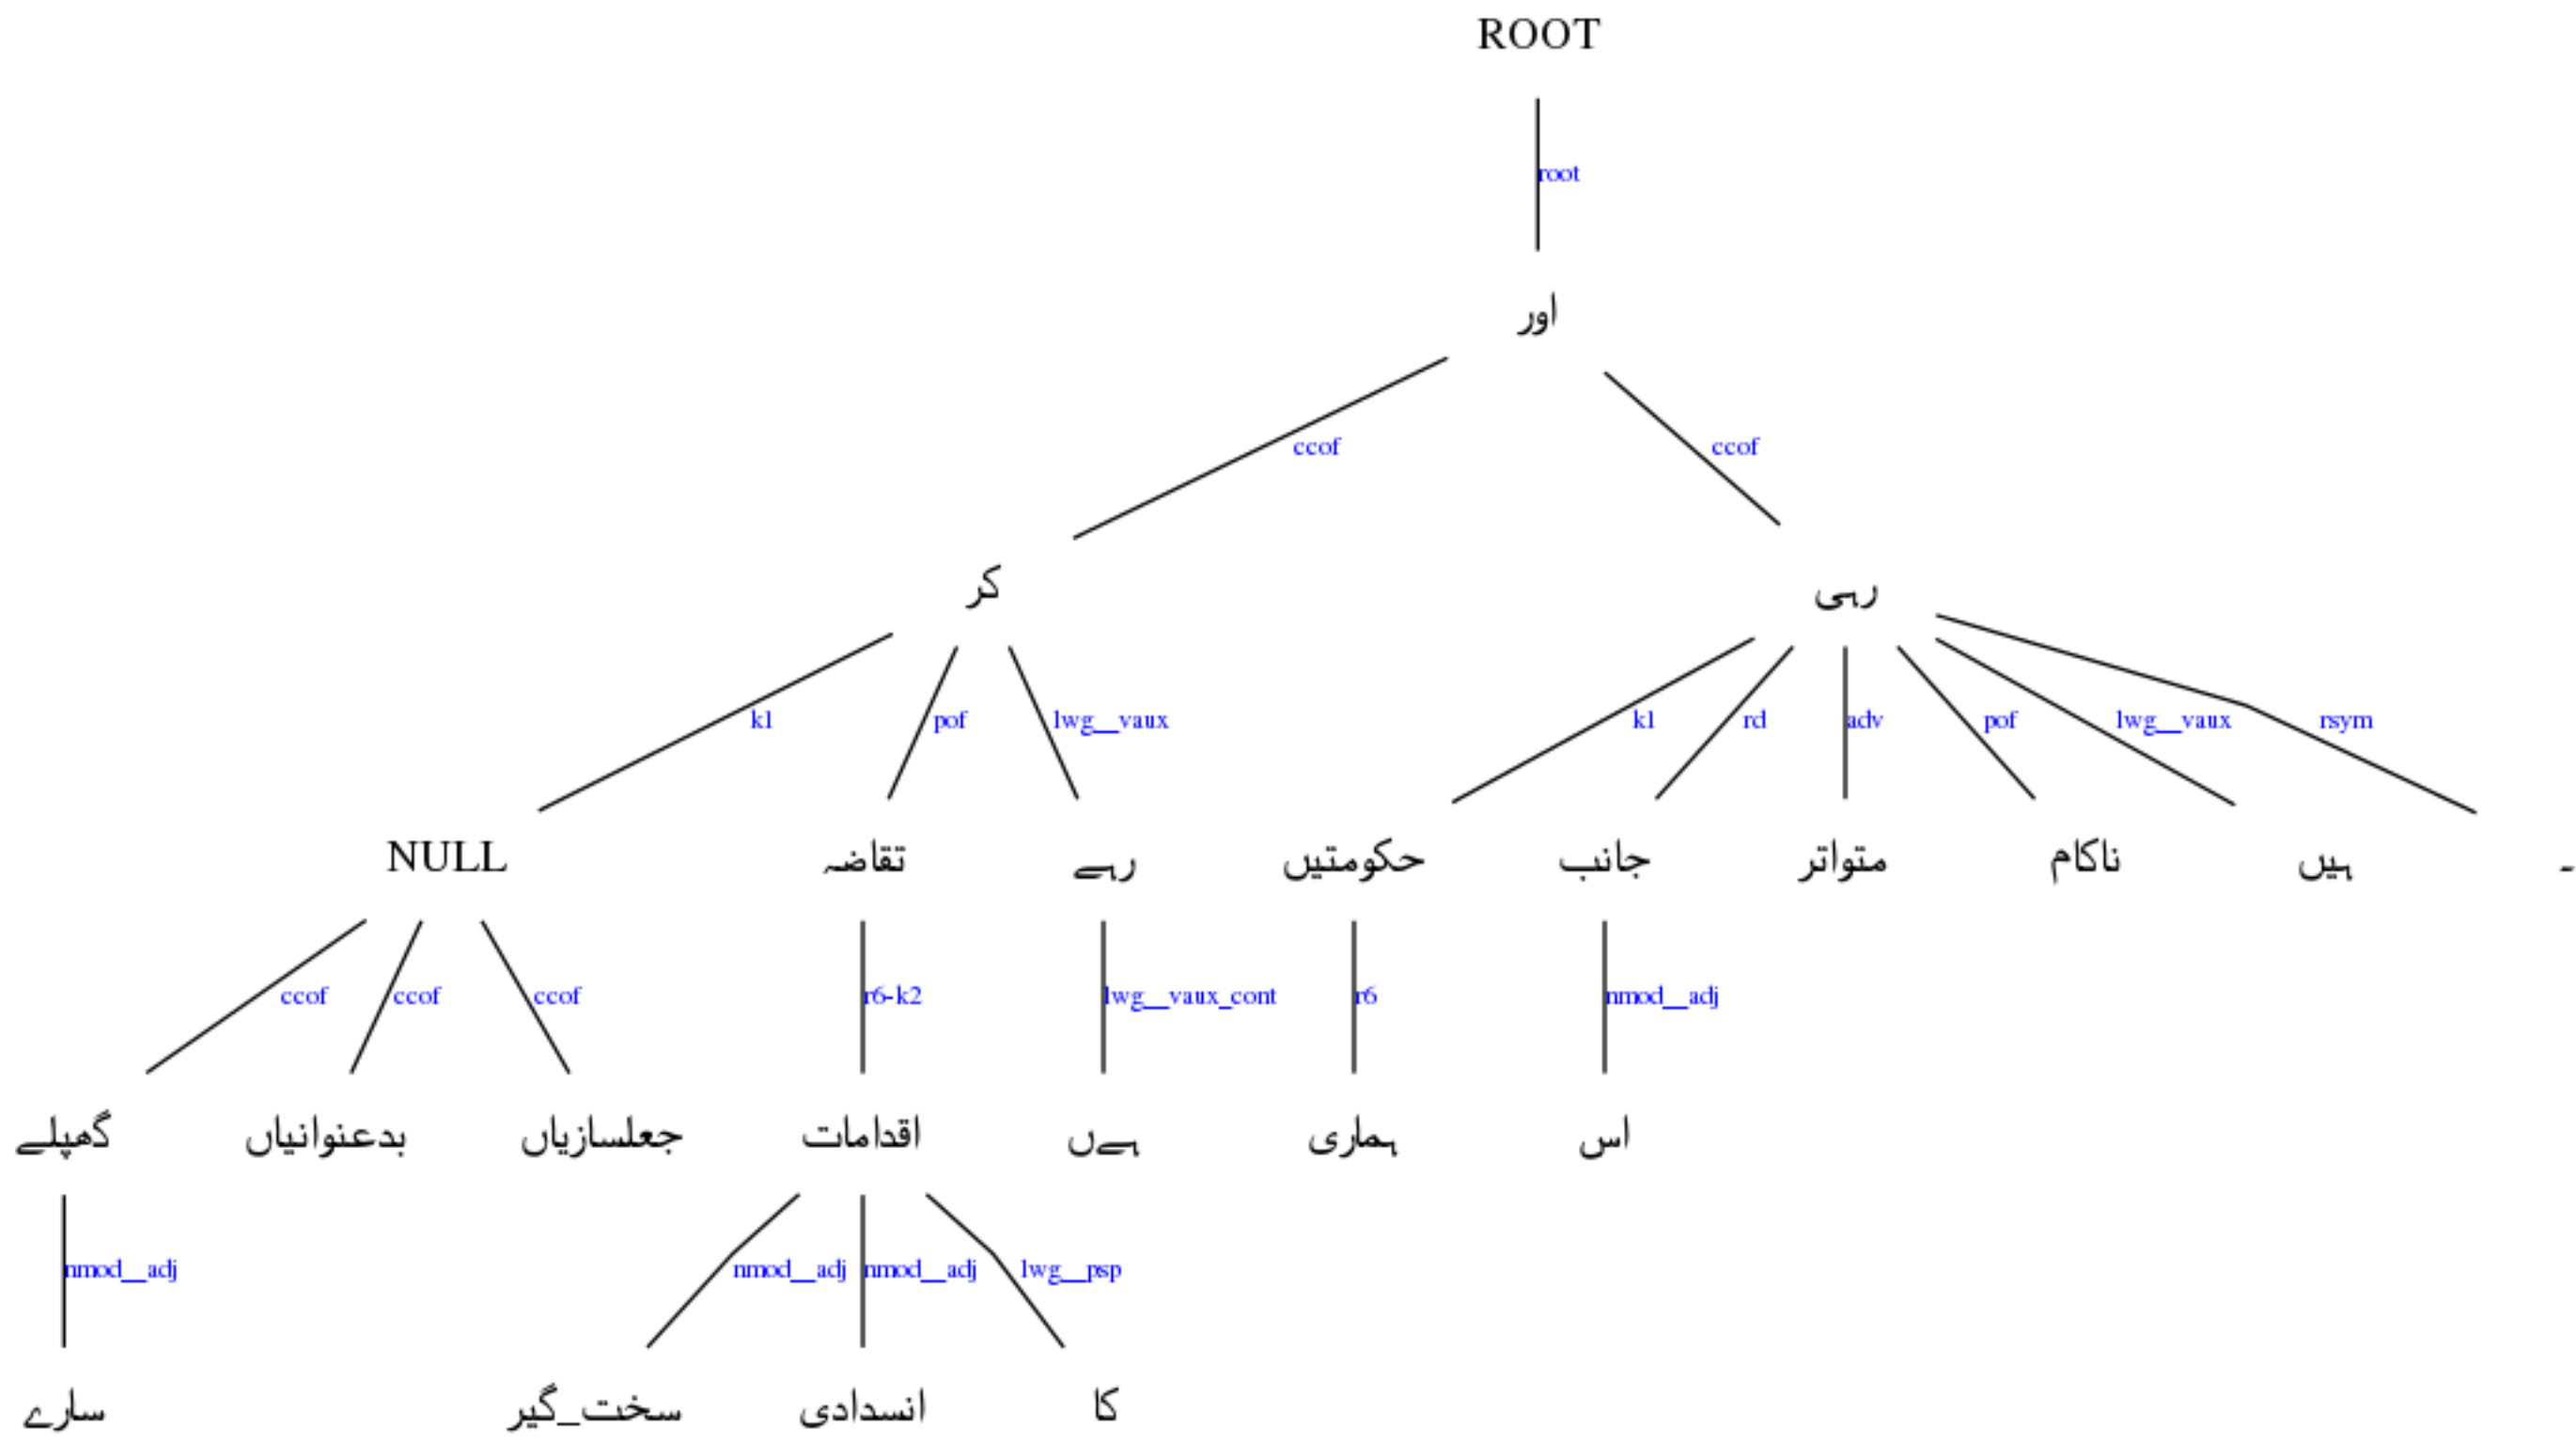 ROOT
root
اور
ccof ccof
کر رہی
k1 pof lwg__vaux k1 rd adv pof lwg__vaux rsym
NULL تقاضہ رہے حکومتیں جانب متواتر ناکام ہیں ۔
ccof ccof ccof r6-k2 lwg__vaux_cont r6 nmod__adj
گھپلے بدعنوانیاں جعلسازیاں اقدامات ہےں ہماری اس
nmod__adj nmod__adj nmod__adj lwg__psp
سارے سخت_گیر انسدادی کا